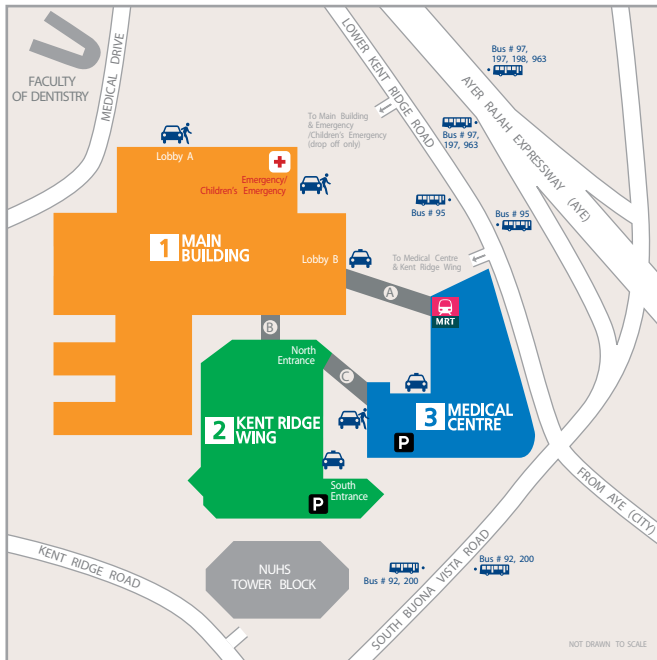 FACULTY
OF DENTISTRY
MEDICAL DRIVE
LOWER KENT RIDGE ROAD
Bus # 97,
197, 198, 963
AYER RAJAH EXPRESSWAY (AYE)
To Main Building
& Emergency
/Children's Emergency
(drop off only)
Bus # 97,
197, 963
Lobby A
Emergency/
Children's Emergency
Bus # 95
Bus # 95
1 MAIN
BUILDING
Lobby B
To Medical Centre
& Kent Ridge Wing
A
MRT
B
North
Entrance
C
2 KENT RIDGE
WING
3 MEDICAL
CENTRE
P
South
Entrance
P
FROM AYE (CITY)
KENT RIDGE ROAD
NUHS
TOWER BLOCK
SOUTH BUONA VISTA ROAD
Bus # 92, 200
Bus # 92, 200
NOT DRAWN TO SCALE